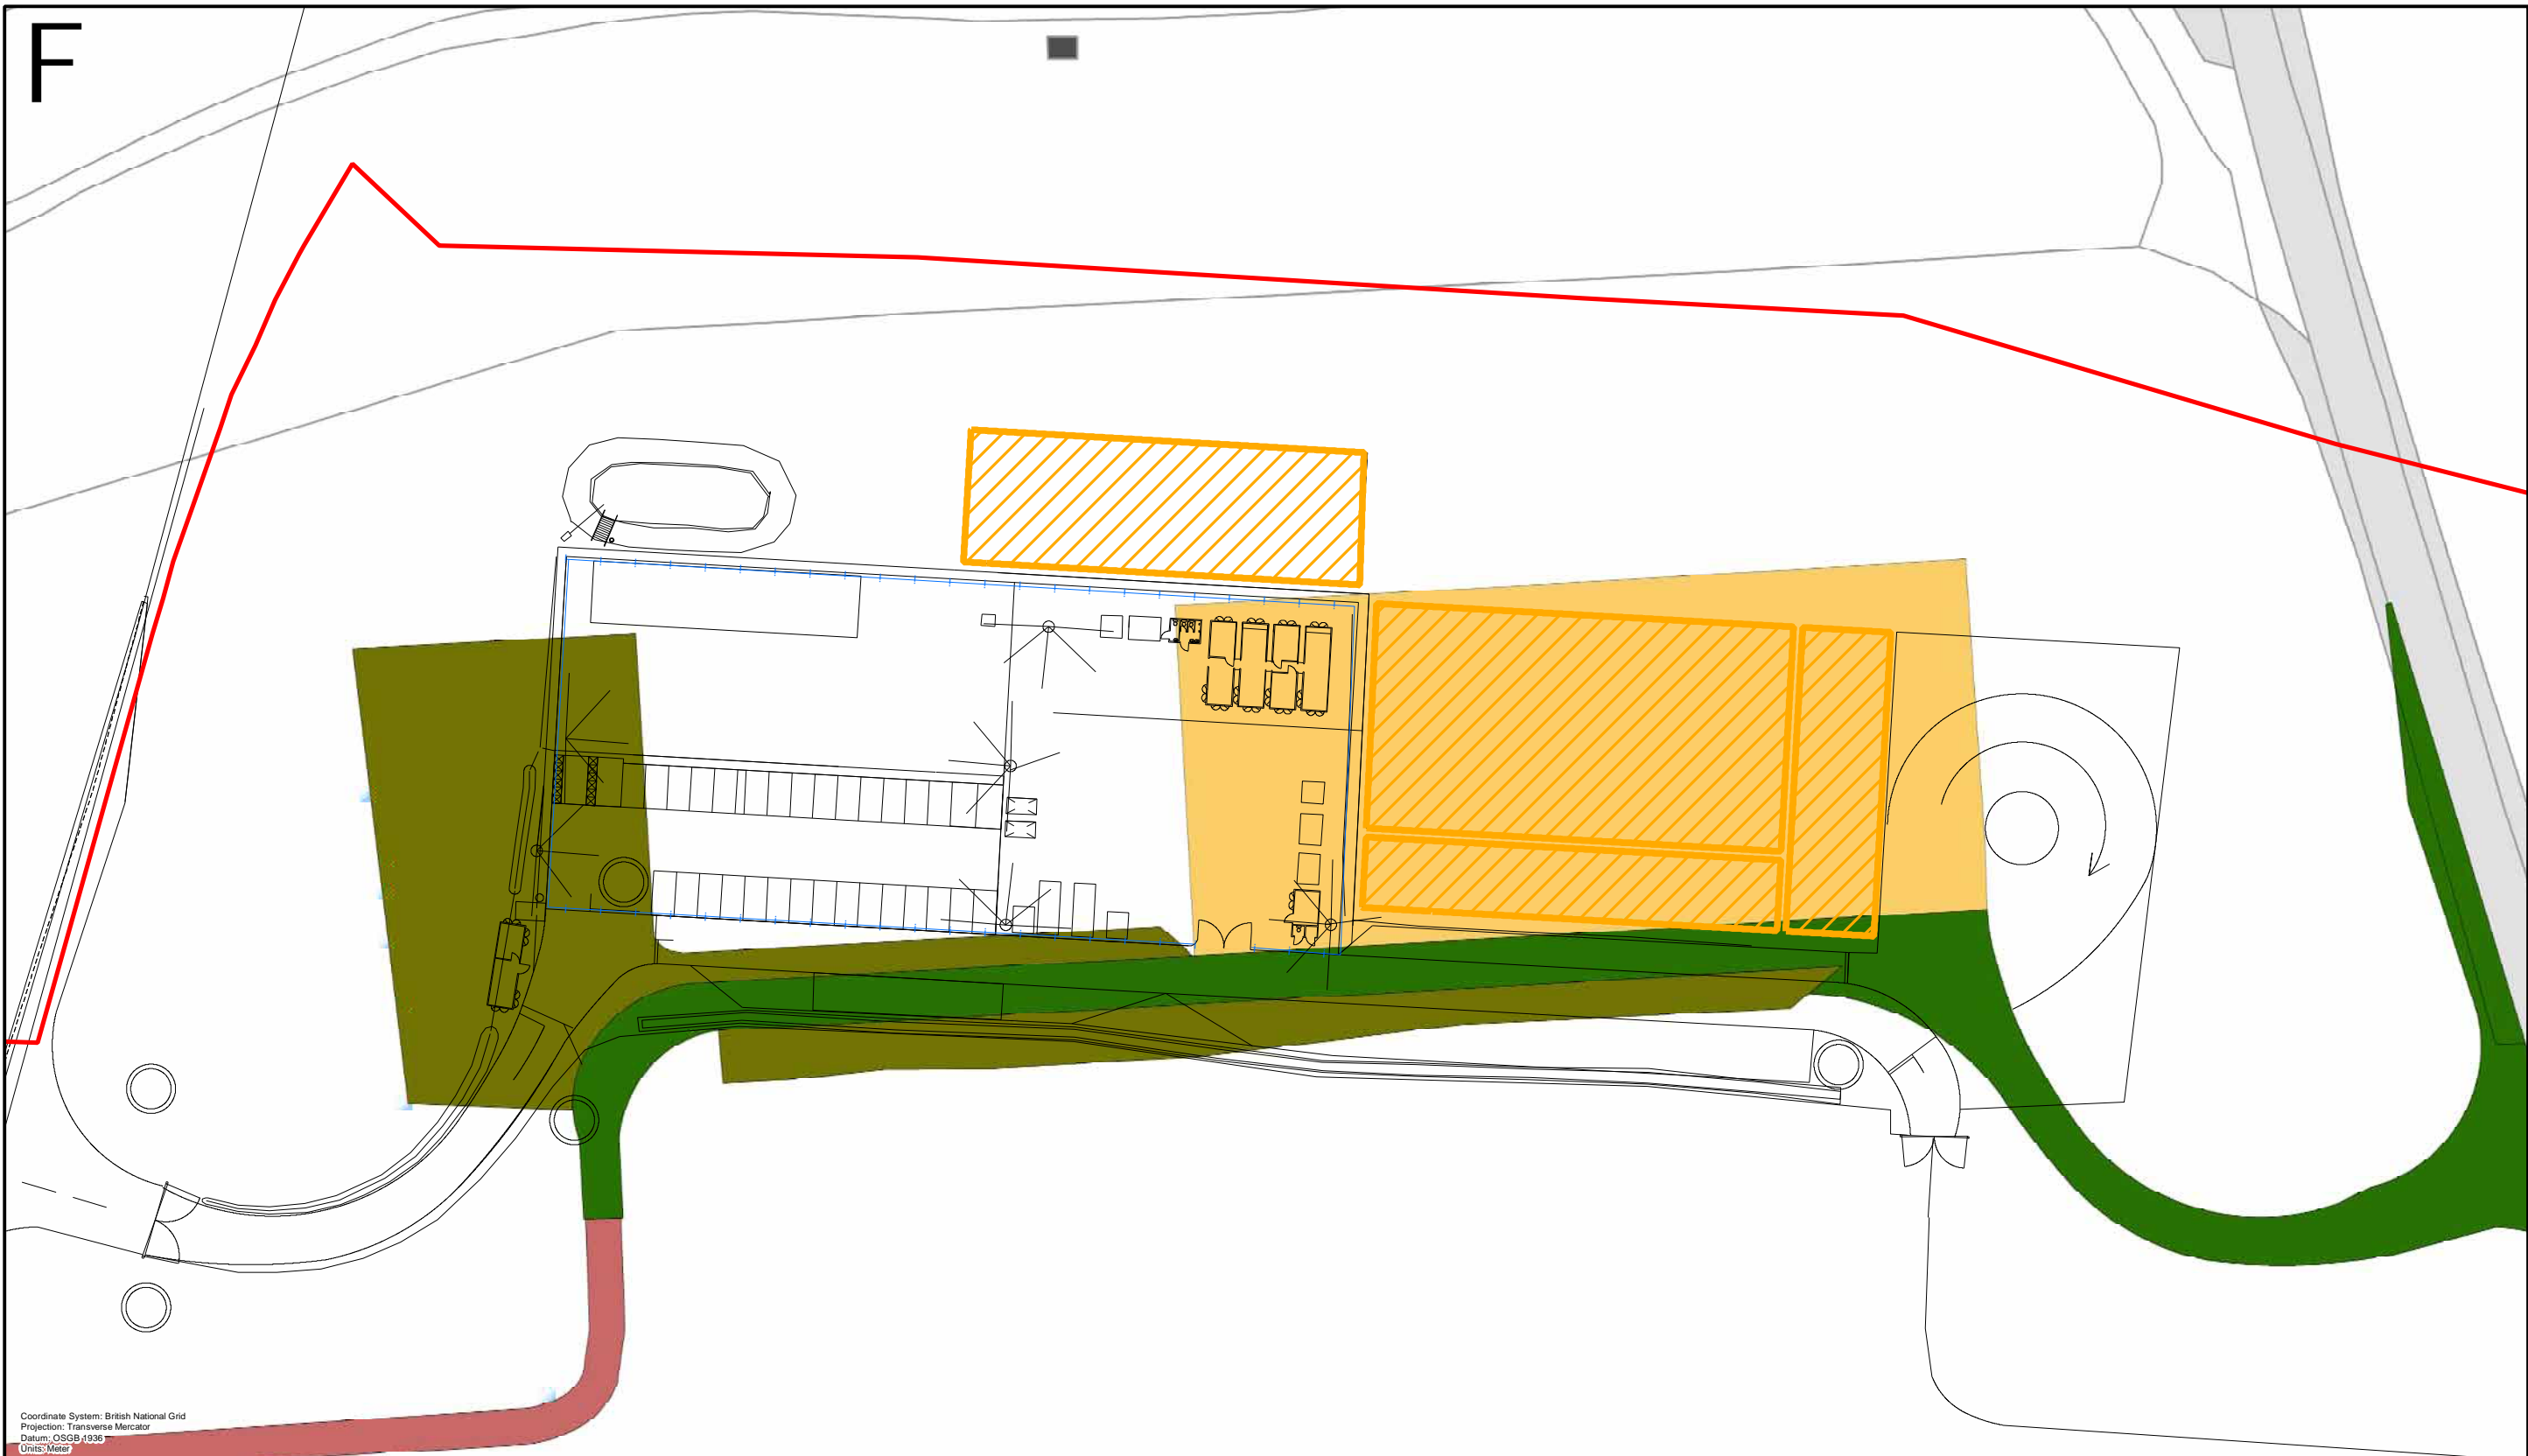 F
Coordinate System: British National Grid
Projection: Transverse Mercator
Datum: OSGB 1936
Units: Meter